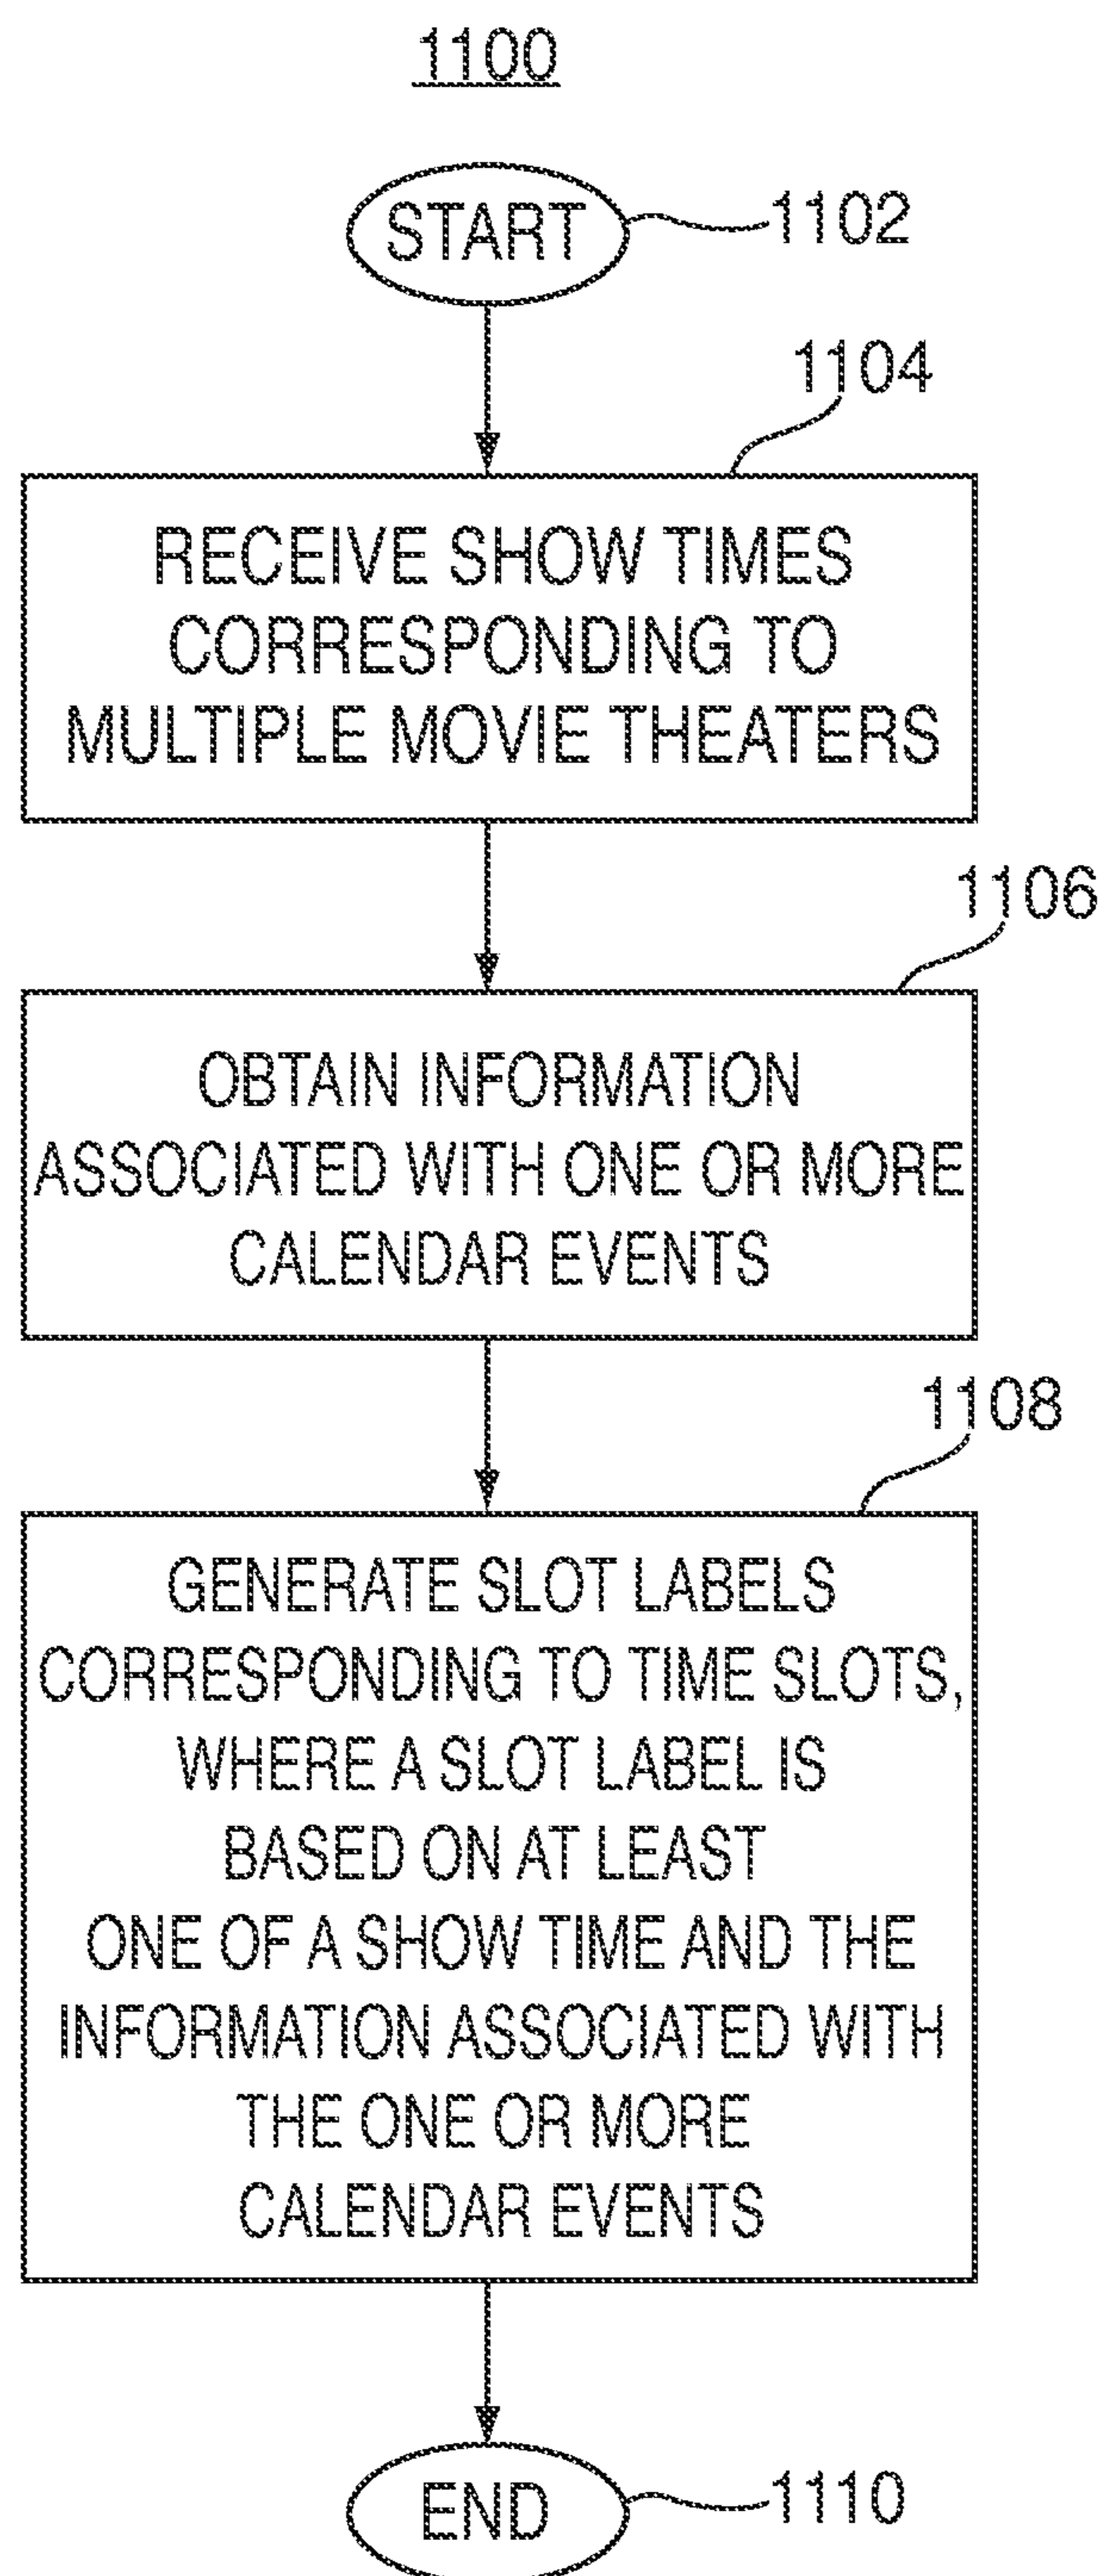 1100
START
1102
1104
RECEIVE SHOW TIMES
CORRESPONDING TO
MULTIPLE MOVIE THEATERS
1106
OBTAIN INFORMATION
ASSOCIATED WITH ONE OR MORE
CALENDAR EVENTS
1108
GENERATE SLOT LABELS
CORRESPONDING TO TIME SLOTS,
WHERE A SLOT LABEL IS
BASED ON AT LEAST
ONE OF A SHOW TIME AND THE
INFORMATION ASSOCIATED WITH
THE ONE OR MORE
CALENDAR EVENTS
END
1110